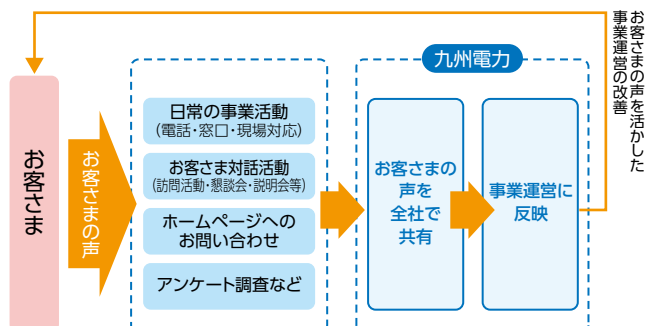 お客さま
お客さまの声
日常の事業活動
(電話・窓口・現場対応)
お客さま対話活動
(訪問活動・懇談会・説明会等)
ホームページへの
お問い合わせ
アンケート調査など
九州電力
お客さまの
声を
全社で
共有
事業運営に
反映
お客さまの声を活かした
事業運営の改善